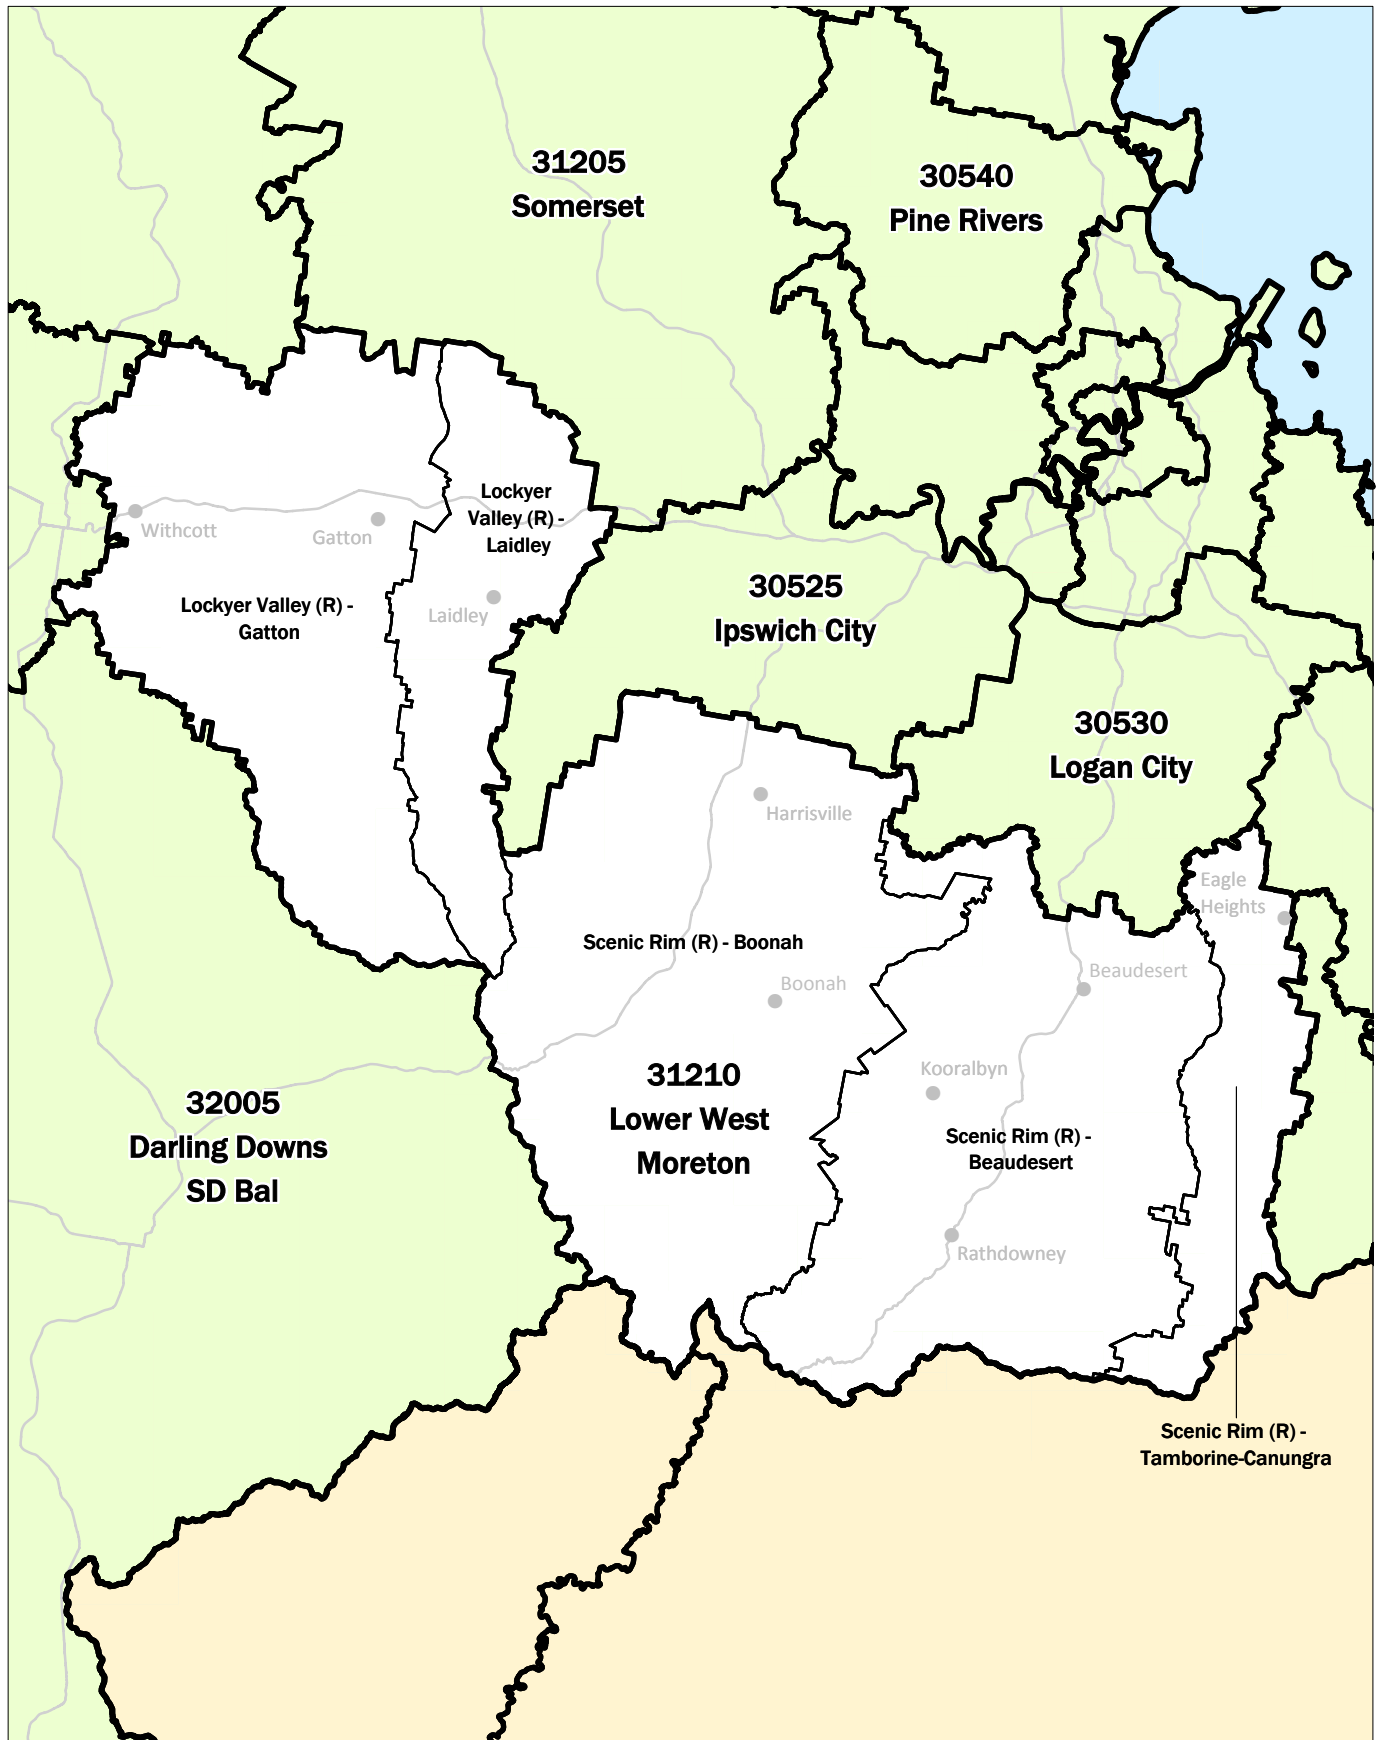 31205
Somerset
30540
Pine Rivers
Lockyer
Valley (R) -
Laidley
Withcott
Gatton
Lockyer Valley (R) -
Gatton
Laidley
30525
Ipswich City
30530
Logan City
Harrisville
Eagle
Heights
Scenic Rim (R) - Boonah
Boonah
Beaudesert
Kooralbyn
31210
Lower West
Moreton
32005
Darling Downs
SD Bal
Scenic Rim (R) -
Beaudesert
Rathdowney
Scenic Rim (R) -
Tamborine-Canungra